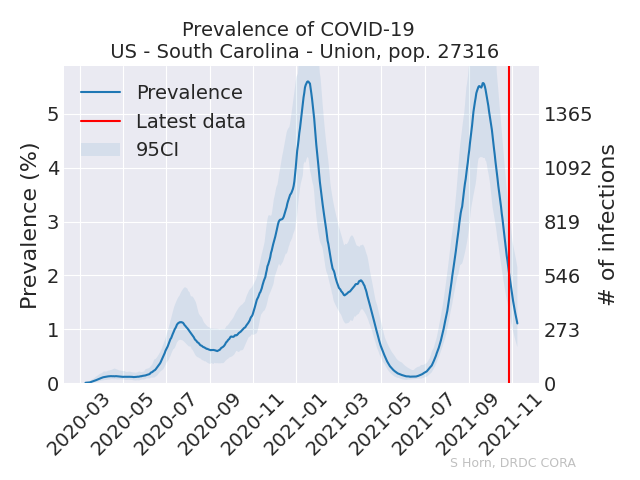 Prevalence of COVID-19
US - South Carolina - Union, pop. 27316
Prevalence
Latest data
95CI
Prevalence (%)
5
4
3
2
1
0
1365
1092
819
546
273
0
# of infections
2020-03
2020-05
2020-07
2020-09
2020-11
2021-01
2021-03
2021-05
2021-07
2021-09
2021-11
S Horn, DRDC CORA